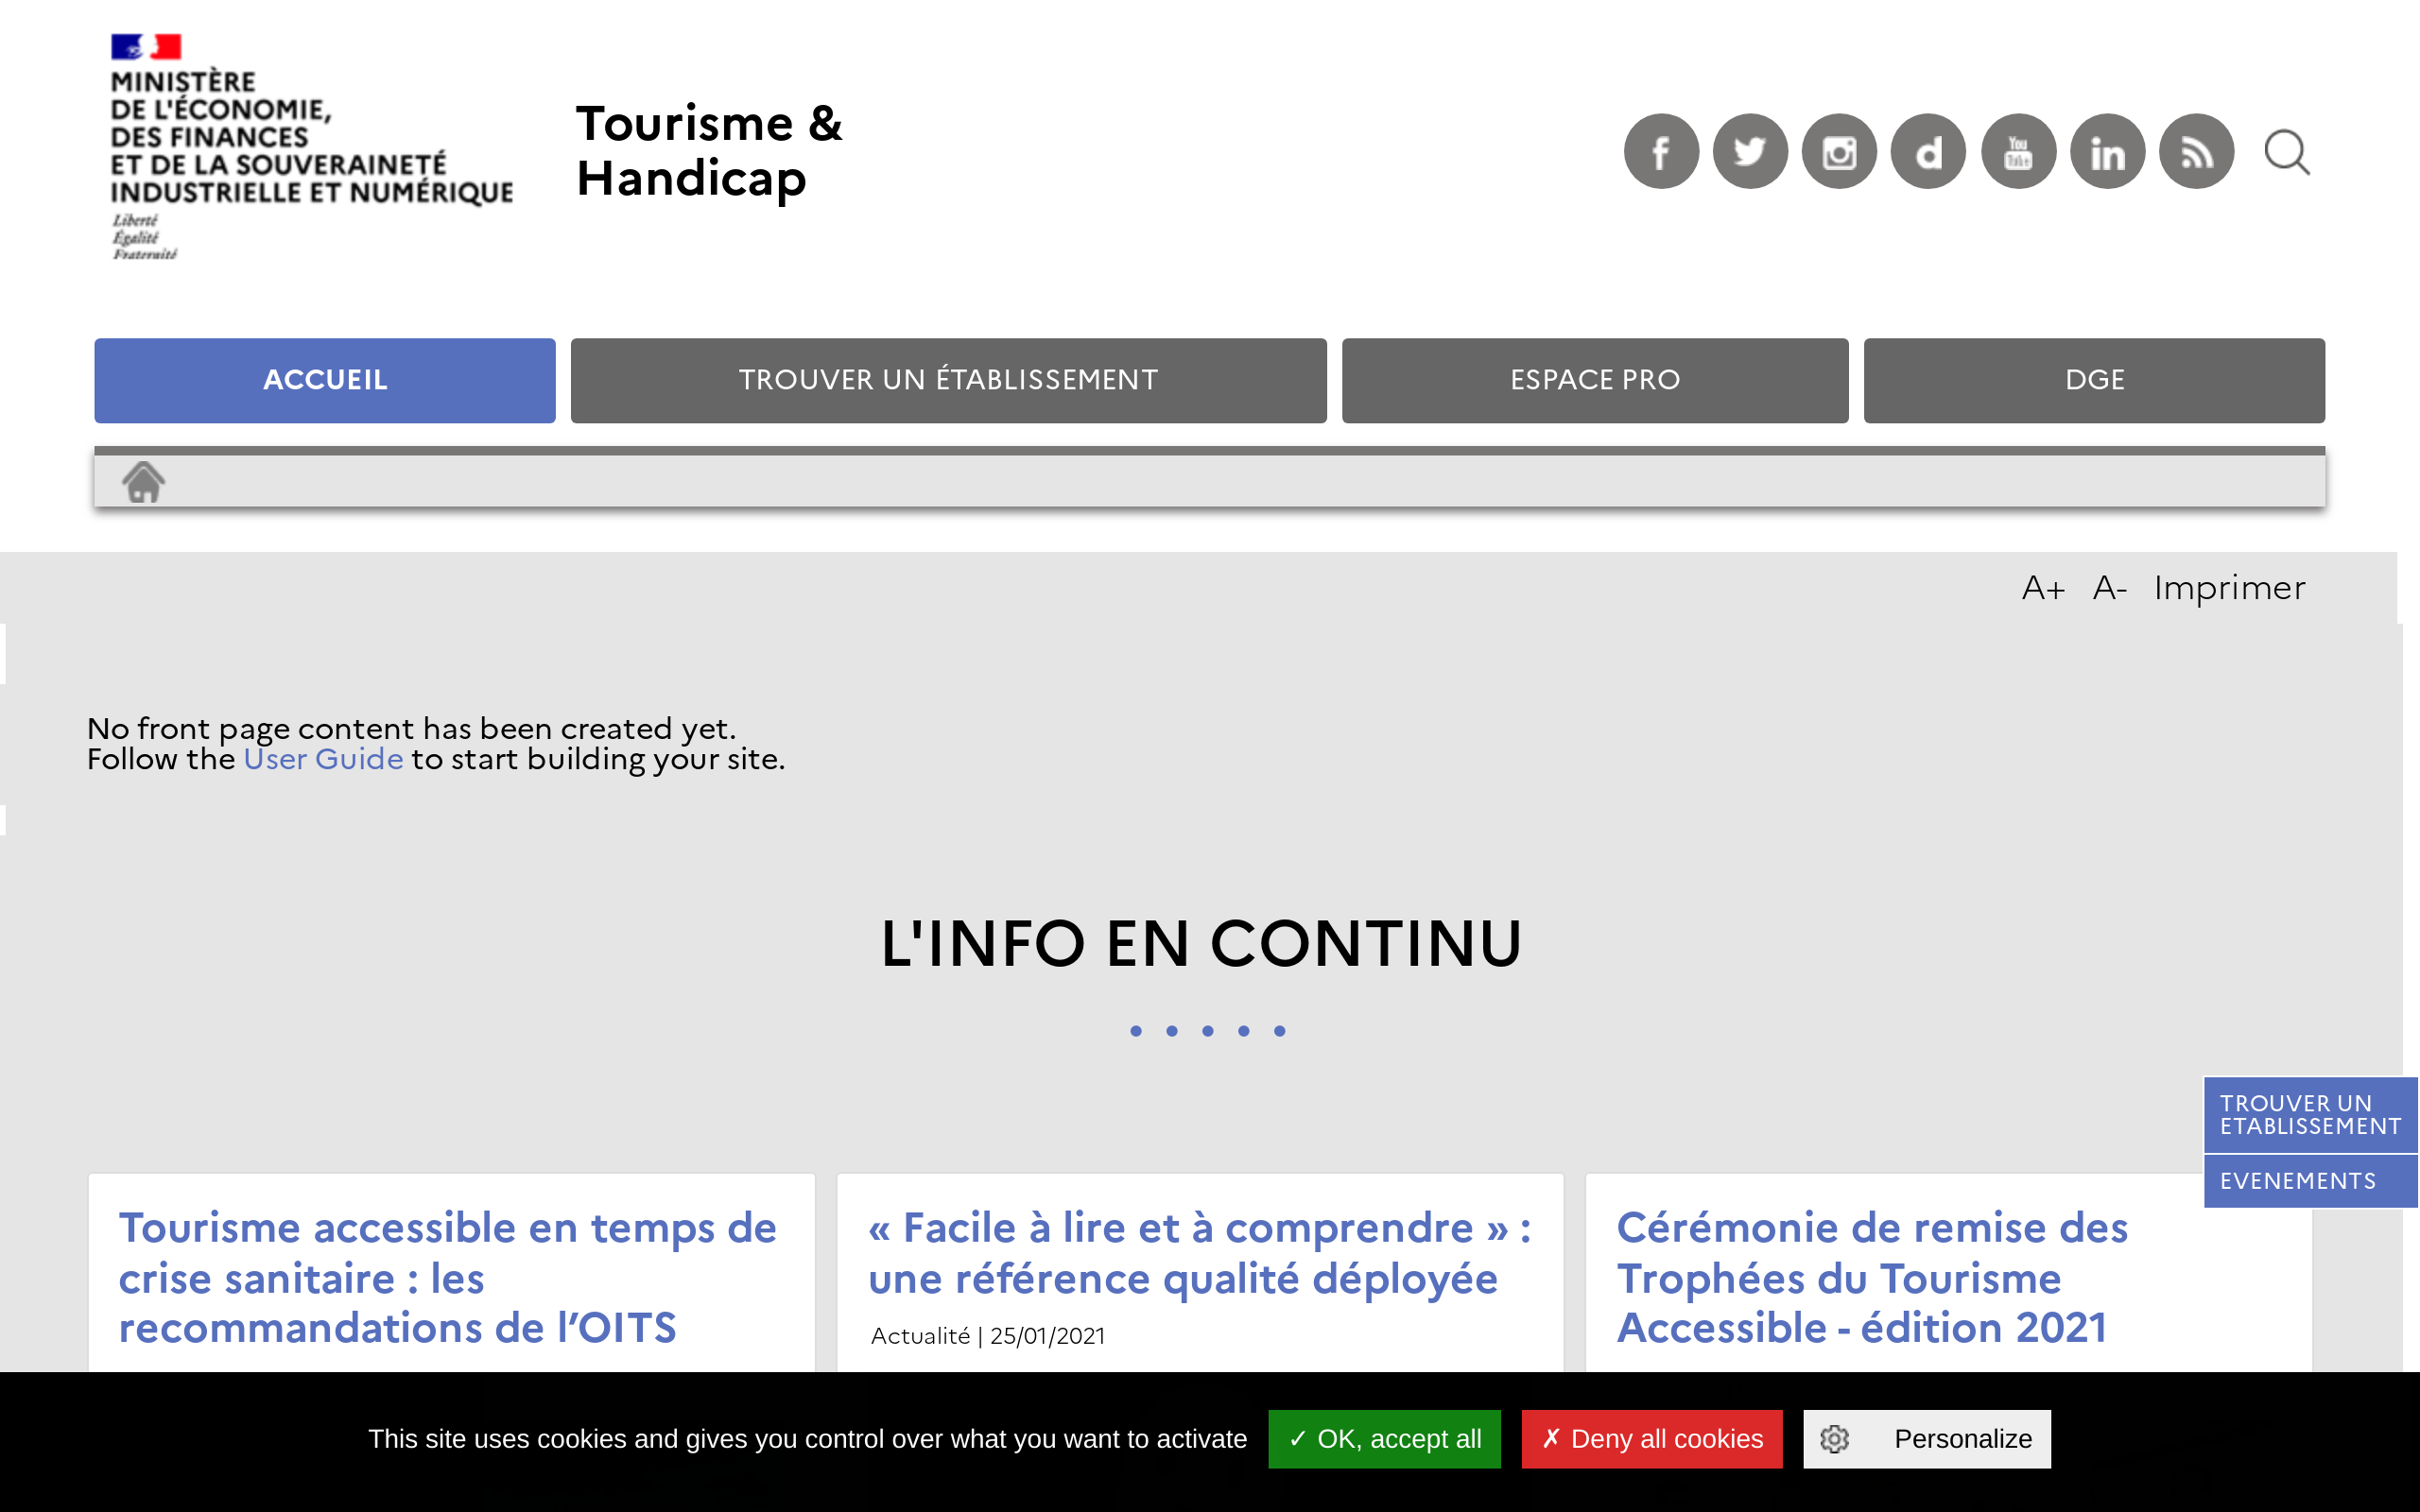 MINISTÈRE
DE L'ÉCONOMIE,
DES FINANCES
ET DE LA SOUVERAINETÉ
INDUSTRIELLE ET NUMÉRIQUE
Liberté
Égalité
Fraternité
Tourisme &
Handicap
ACCUEIL
TROUVER UN ÉTABLISSEMENT
ESPACE PRO
DGE
A+ A- Imprimer
No front page content has been created yet.
Follow the User Guide to start building your site.
L'INFO EN CONTINU
TROUVER UN
ETABLISSEMENT
EVENEMENTS
Tourisme accessible en temps de
crise sanitaire : les
recommandations de l’OITS
« Facile à lire et à comprendre » :
une référence qualité déployée
Actualité | 25/01/2021
Cérémonie de remise des
Trophées du Tourisme
Accessible - édition 2021
This site uses cookies and gives you control over what you want to activate
✓ OK, accept all
✗ Deny all cookies
Personalize